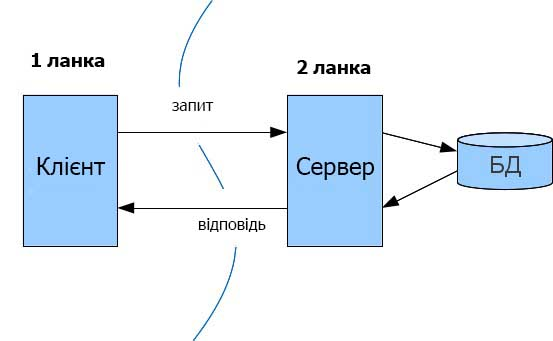 1 ланка
2 ланка
запит
Клієнт
Сервер
БД
відповідь